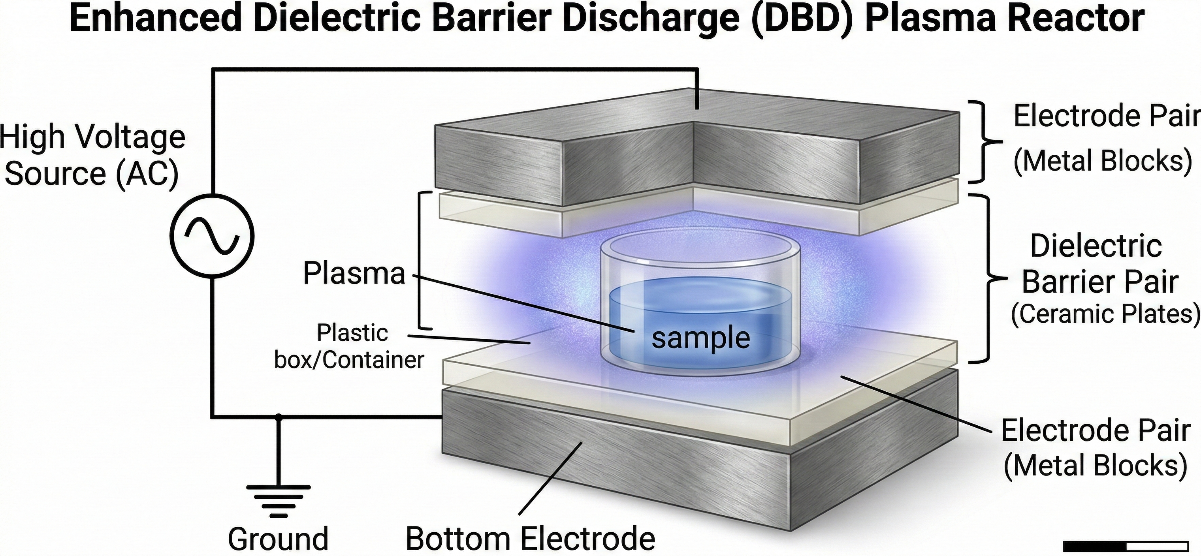 Enhanced Dielectric Barrier Discharge (DBD) Plasma Reactor
High Voltage
Source (AC)
Electrode Pair
(Metal Blocks)
Dielectric
Barrier Pair
(Ceramic Plates)
Plasma
Plastic
box/Container
sample
Electrode Pair
(Metal Blocks)
Ground
Bottom Electrode